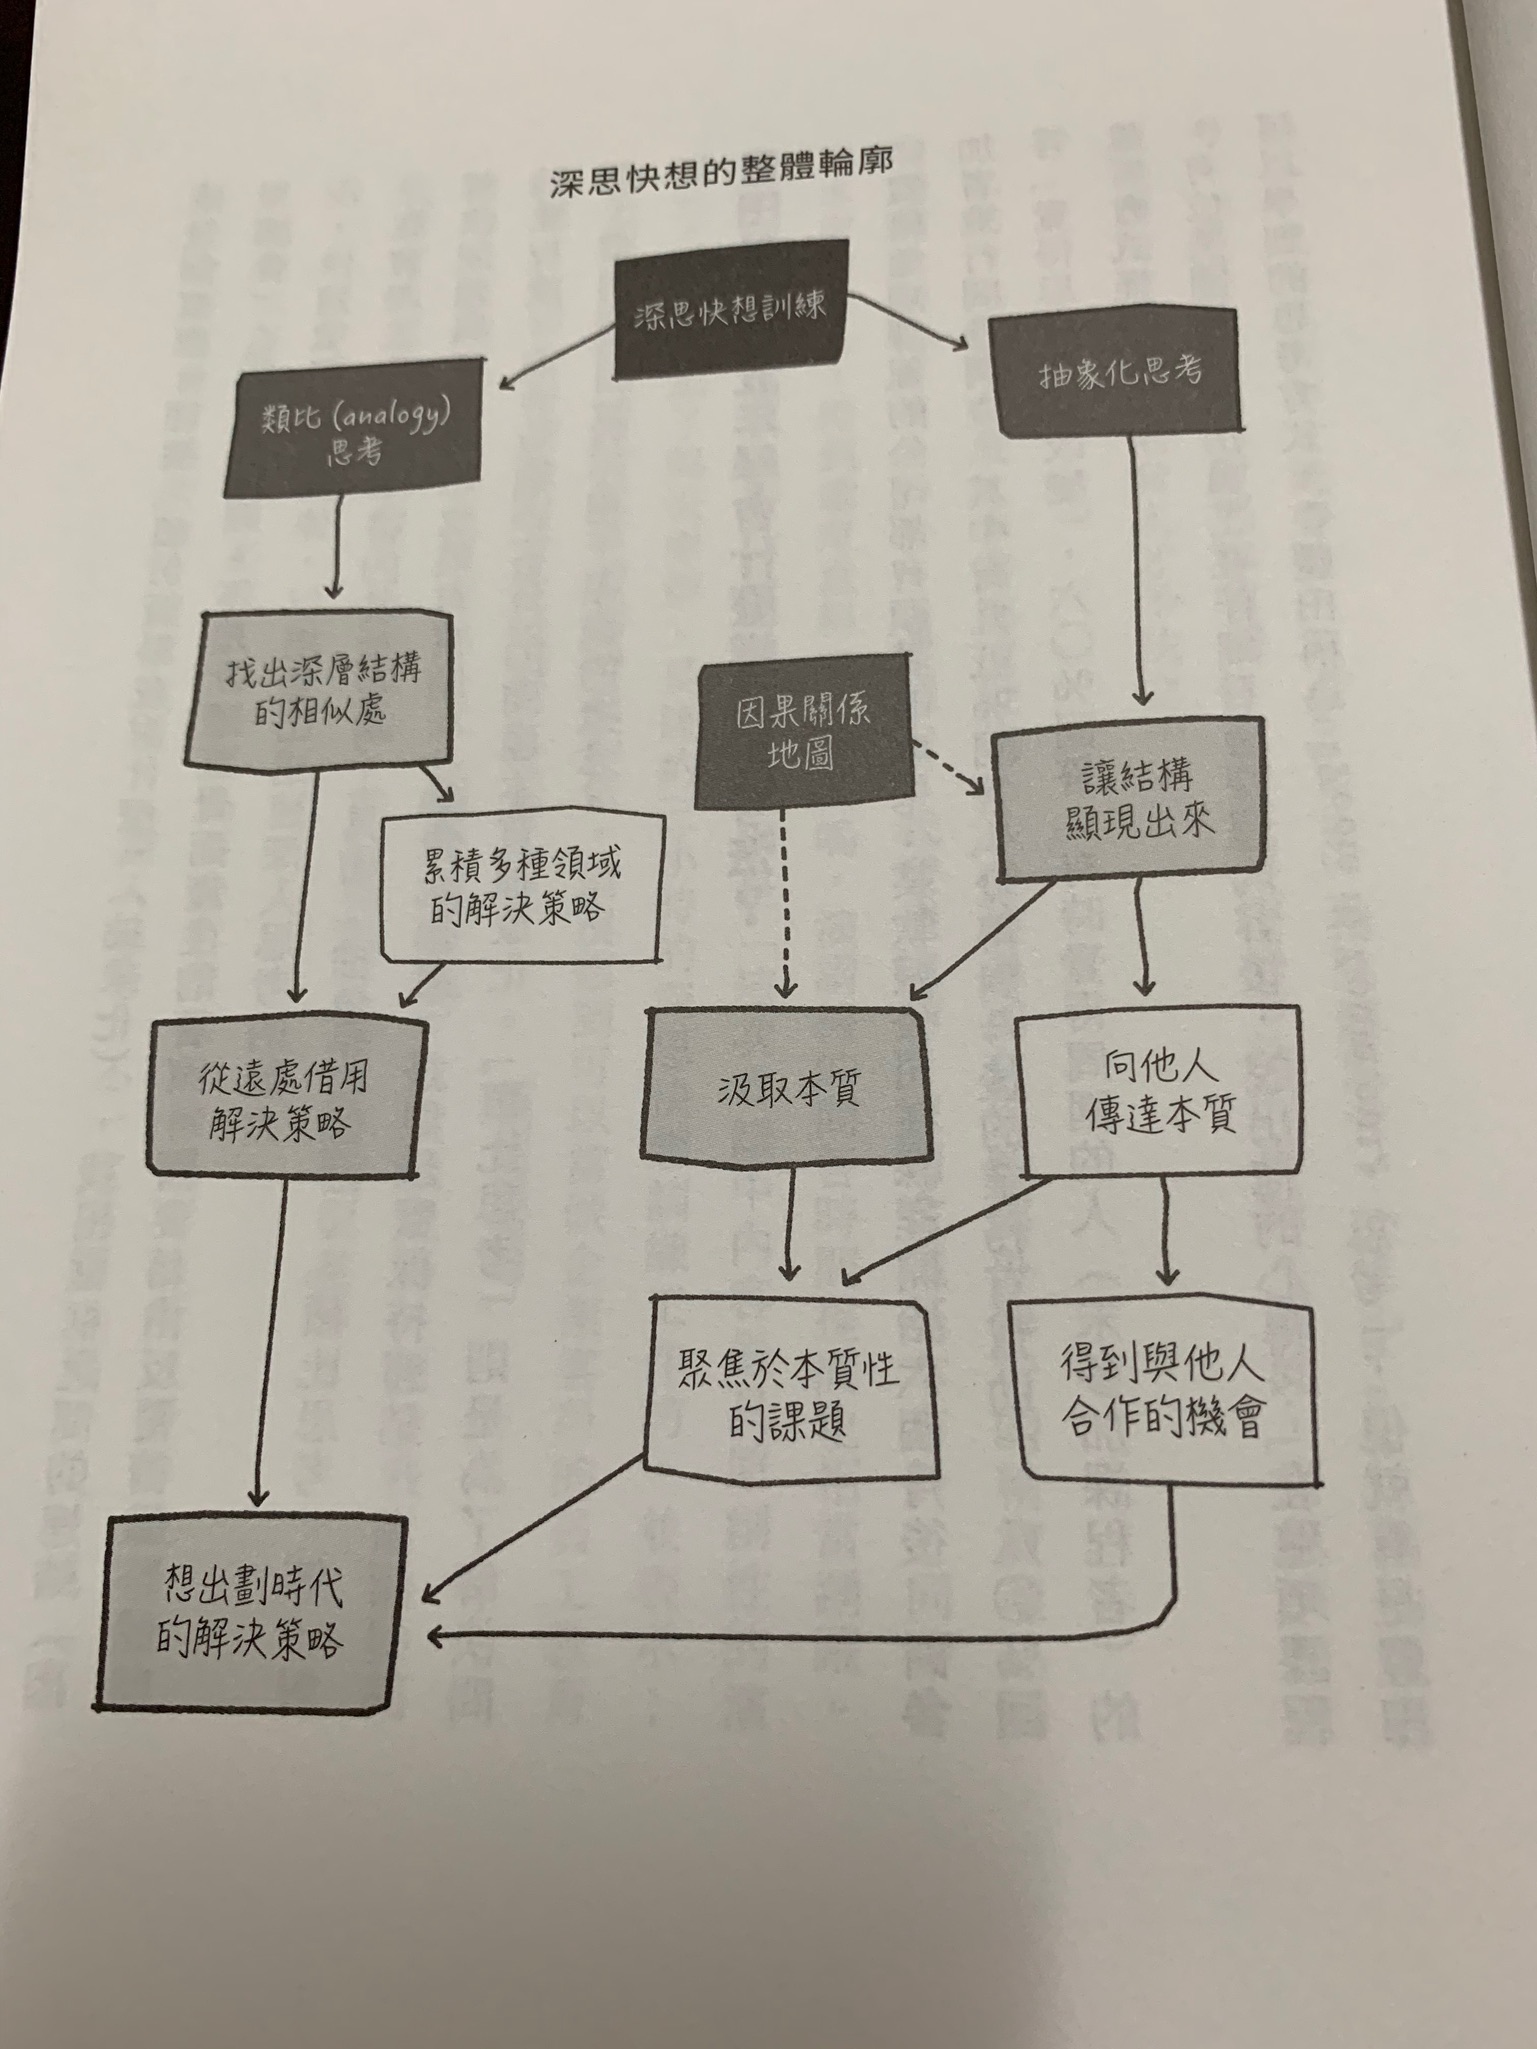 深思快想的整體輪廓
深思快想訓練
抽象化思考
類比(analogy)
思考
找出深層結構
的相似處
因果關係
地圖
讓結構
顯現出來
累積多種領域
的解決策略
從遠處借用
解決策略
汲取本質
向他人
傳達本質
聚焦於本質性
的課題
得到與他人
合作的機會
想出劃時代
的解決策略